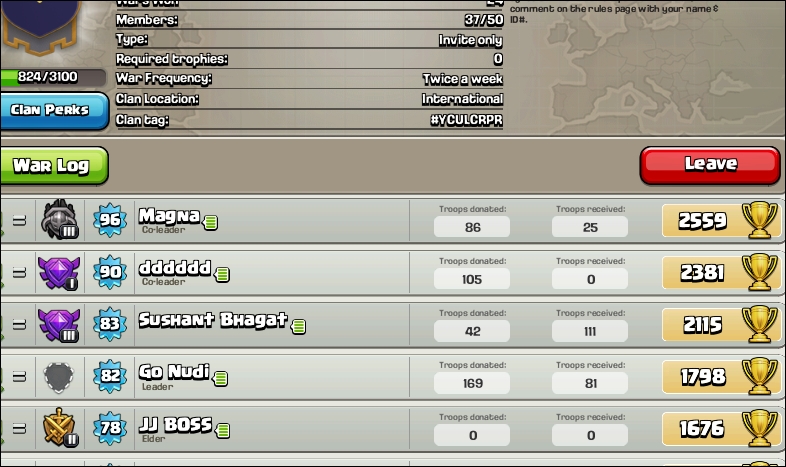 Wars Won 24
comment on the rules page with your name &
ID#.
Members: 37/50
Type: Invite only
Required trophies: 0
824/3100
War Frequency: Twice a week
Clan Perks
Clan Location: International
Clan tag: #YCULCRPR
War Log
Leave
= III 96 Magna
Co-leader
Troops donated: 86
Troops received: 25
2559
= I 90 dddddd
Co-leader
Troops donated: 105
Troops received: 0
2381
= III 83 Sushant Bhagat
Troops donated: 42
Troops received: 111
2115
= 82 Go Nudi
Leader
Troops donated: 169
Troops received: 81
1798
= II 78 JJ BOSS
Elder
Troops donated: 0
Troops received: 0
1676